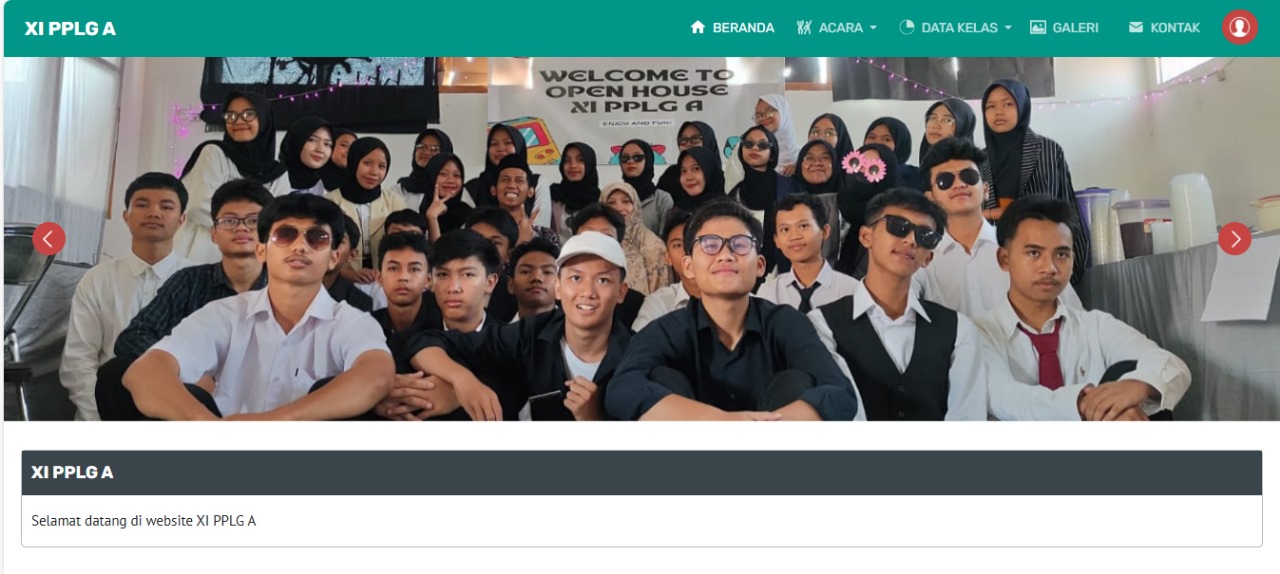 XI PPLG A
BERANDA
ACARA
DATA KELAS
GALERI
KONTAK
WELCOME TO
OPEN HOUSE
XI PPLG A
ENJOY AND FUN!
XI PPLG A
Selamat datang di website XI PPLG A